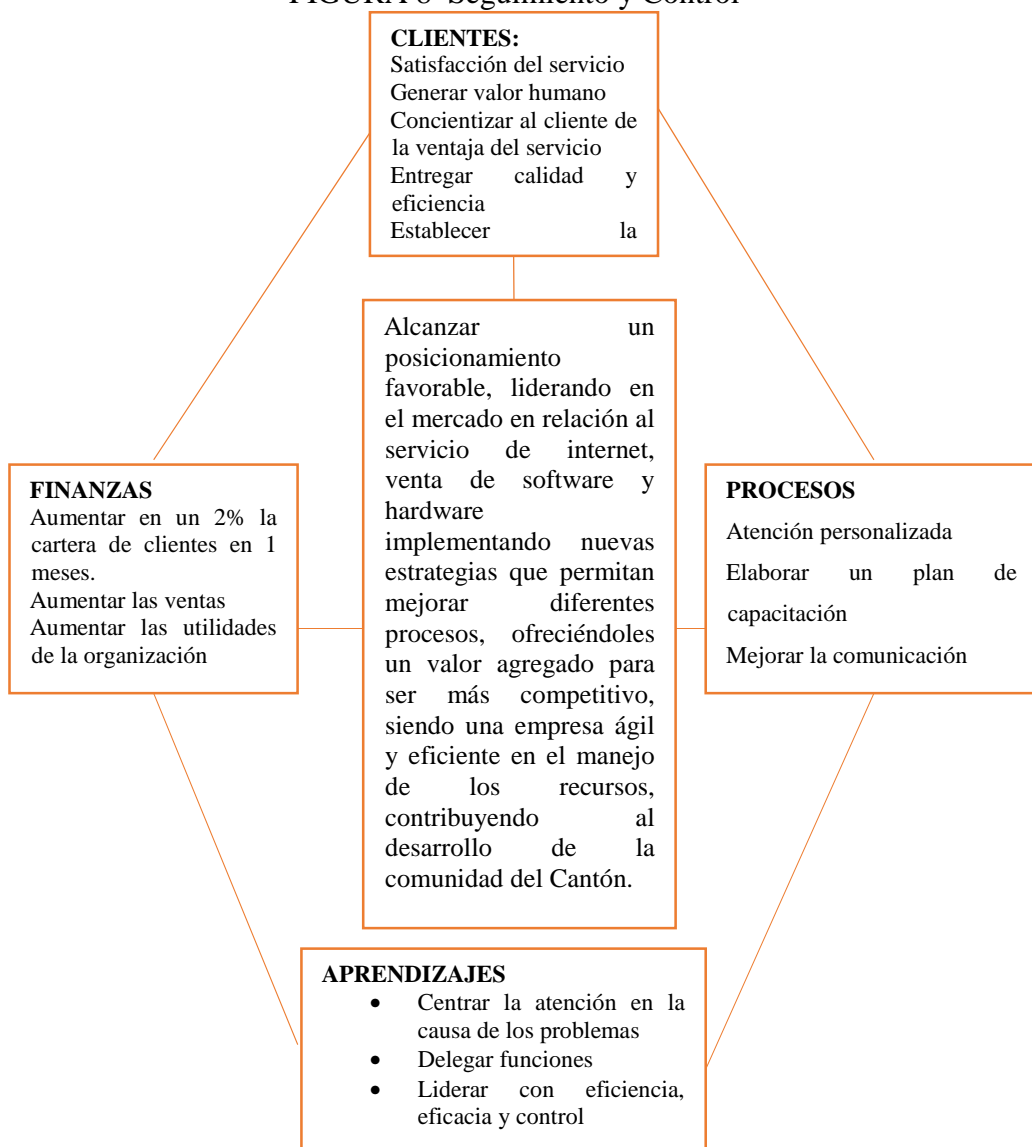 FIGURA 8 Seguimiento y Control
CLIENTES:
Satisfacción del servicio
Generar valor humano
Concientizar al cliente de
la ventaja del servicio
Entregar calidad y
eficiencia
Establecer la
Alcanzar un
posicionamiento
favorable, liderando en
el mercado en relación al
servicio de internet,
venta de software y
hardware
implementando nuevas
estrategias que permitan
mejorar diferentes
procesos, ofreciéndoles
un valor agregado para
ser más competitivo,
siendo una empresa ágil
y eficiente en el manejo
de los recursos,
contribuyendo al
desarrollo de la
comunidad del Cantón.
FINANZAS
Aumentar en un 2% la
cartera de clientes en 1
meses.
Aumentar las ventas
Aumentar las utilidades
de la organización
PROCESOS
Atención personalizada
Elaborar un plan de
capacitación
Mejorar la comunicación
APRENDIZAJES
• Centrar la atención en la
causa de los problemas
• Delegar funciones
• Liderar con eficiencia,
eficacia y control